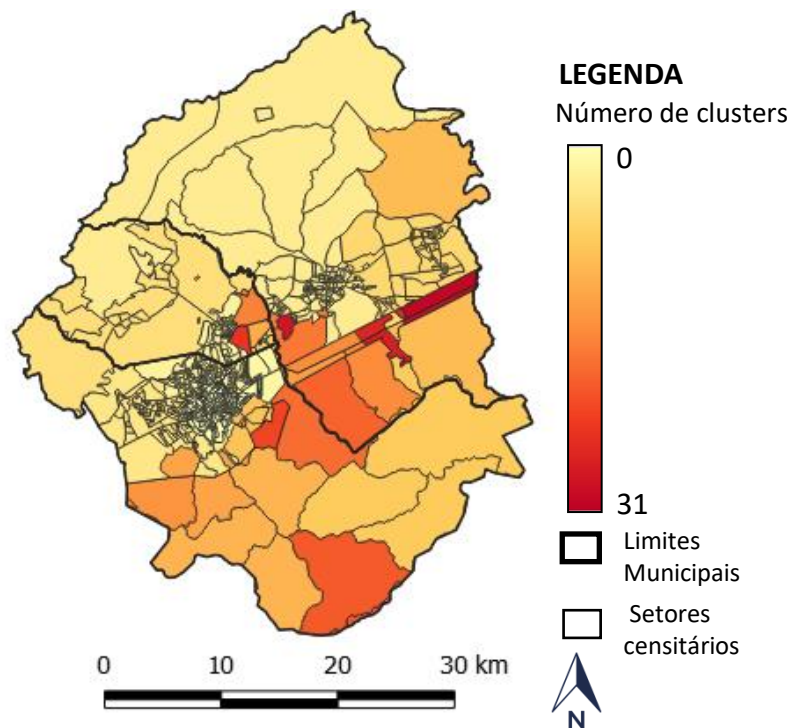 LEGENDA
Número de clusters
0
31
Limites
Municipais
Setores
censitários
0 10 20 30 km
N